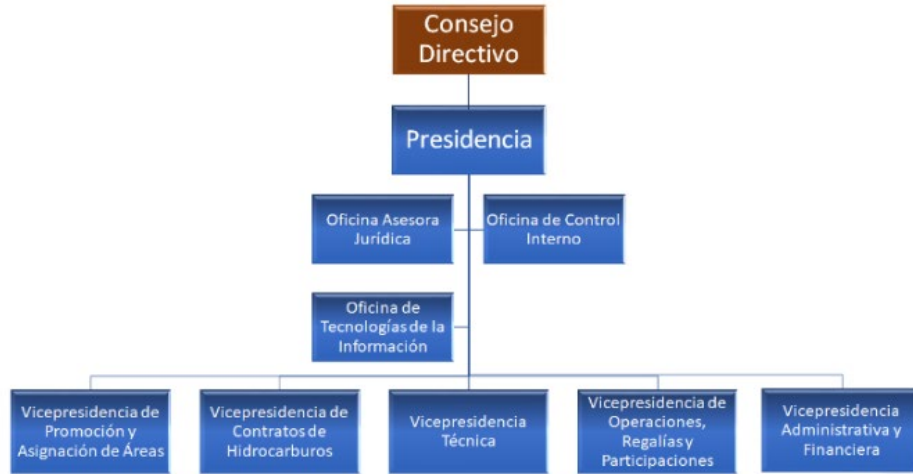 Consejo
Directivo
Presidencia
Oficina Asesora
Jurídica
Oficina de Control
Interno
Oficina de
Tecnologías de la
Información
Vicepresidencia de
Promoción y
Asignación de Áreas
Vicepresidencia de
Contratos de
Hidrocarburos
Vicepresidencia
Técnica
Vicepresidencia de
Operaciones,
Regalías y
Participaciones
Vicepresidencia
Administrativa y
Financiera